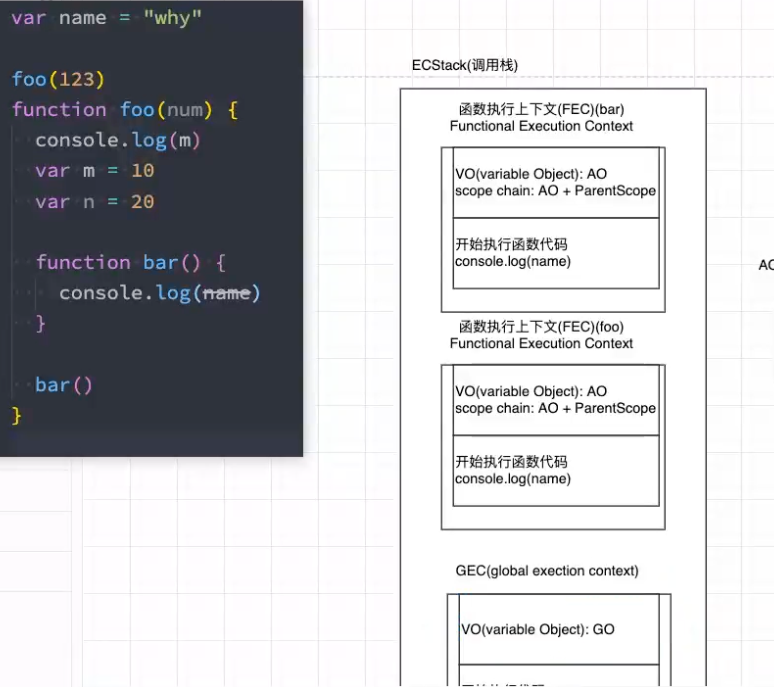 var name = "why"
foo(123)
function foo(num) {
console.log(m)
var m = 10
var n = 20
function bar() {
console.log(name)
}
bar()
}
ECStack(调用栈)
函数执行上下文(FEC)(bar)
Functional Execution Context
VO(variable Object): AO
scope chain: AO + ParentScope
开始执行函数代码
console.log(name)
函数执行上下文(FEC)(foo)
Functional Execution Context
VO(variable Object): AO
scope chain: AO + ParentScope
开始执行函数代码
console.log(name)
GEC(global exection context)
VO(variable Object): GO
AO